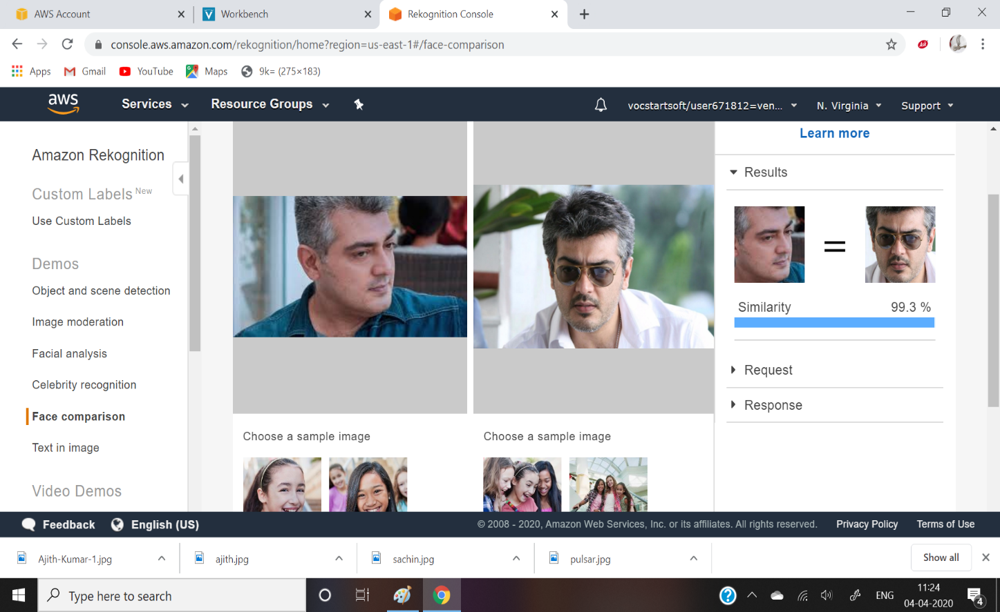 AWS Account
Workbench
Rekognition Console
console.aws.amazon.com/rekognition/home?region=us-east-1#/face-comparison
Ask
Apps
Gmail
YouTube
Maps
9k= (275×183)
aws
Services
Resource Groups
vocstartsoft/user671812=ven...
N. Virginia
Support
Amazon Rekognition
Custom Labels New
Use Custom Labels
Demos
Object and scene detection
Image moderation
Facial analysis
Celebrity recognition
Face comparison
Text in image
Video Demos
Choose a sample image
Choose a sample image
Learn more
Results
=
Similarity 99.3 %
Request
Response
Feedback
English (US)
© 2008 - 2020, Amazon Web Services, Inc. or its affiliates. All rights reserved.
Privacy Policy
Terms of Use
Ajith-Kumar-1.jpg
ajith.jpg
sachin.jpg
pulsar.jpg
Show all
Type here to search
ENG
11:24
04-04-2020
4